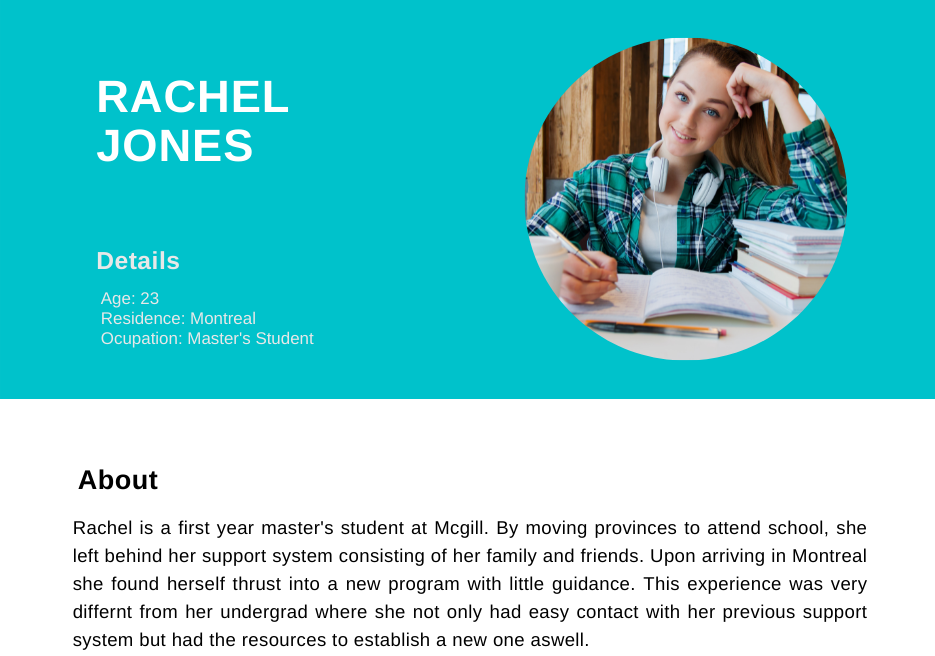 RACHEL
JONES
Details
Age: 23
Residence: Montreal
Ocupation: Master's Student
About
Rachel is a first year master's student at Mcgill. By moving provinces to attend school, she
left behind her support system consisting of her family and friends. Upon arriving in Montreal
she found herself thrust into a new program with little guidance. This experience was very
differnt from her undergrad where she not only had easy contact with her previous support
system but had the resources to establish a new one aswell.